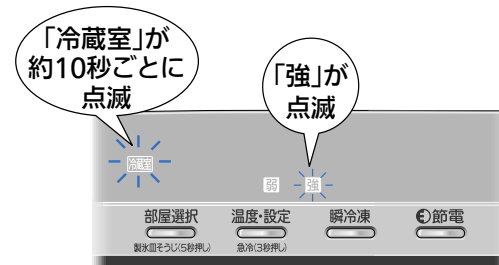 「冷蔵室」が
約10秒ごとに
点滅
「強」が
点滅
冷蔵室
弱 強
部屋選択 温度・設定 瞬冷凍 節電
製氷皿そうじ(5秒押し) 急冷(3秒押し)